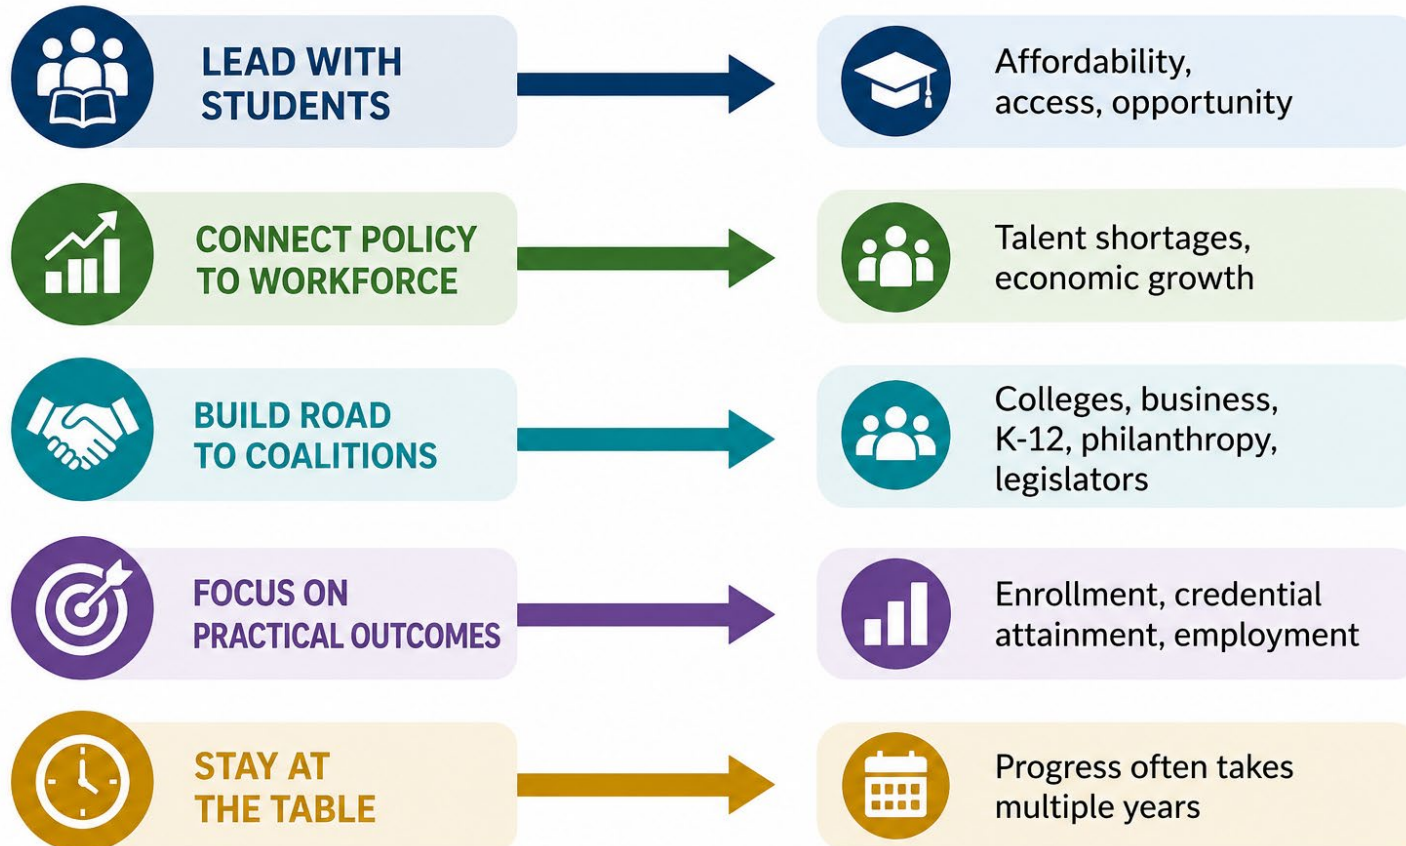 LEAD WITH
STUDENTS
Affordability,
access, opportunity
CONNECT POLICY
TO WORKFORCE
Talent shortages,
economic growth
BUILD ROAD
TO COALITIONS
Colleges, business,
K-12, philanthropy,
legislators
FOCUS ON
PRACTICAL OUTCOMES
Enrollment, credential
attainment, employment
STAY AT
THE TABLE
Progress often takes
multiple years